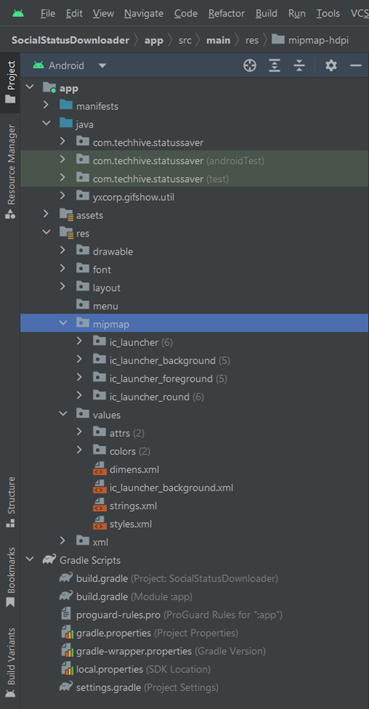 File Edit View Navigate Code Refactor Build Run Tools VCS
SocialStatusDownloader app src main res mipmap-hdpi
Project
Resource Manager
Structure
Bookmarks
Build Variants
Android
app
manifests
java
com.techhive.statussaver
com.techhive.statussaver (androidTest)
com.techhive.statussaver (test)
yxcorp.gifshow.util
assets
res
drawable
font
layout
menu
mipmap
ic_launcher (6)
ic_launcher_background (5)
ic_launcher_foreground (5)
ic_launcher_round (6)
values
attrs (2)
colors (2)
dimens.xml
ic_launcher_background.xml
strings.xml
styles.xml
xml
Gradle Scripts
build.gradle (Project: SocialStatusDownloader)
build.gradle (Module :app)
proguard-rules.pro (ProGuard Rules for ":app")
gradle.properties (Project Properties)
gradle-wrapper.properties (Gradle Version)
local.properties (SDK Location)
settings.gradle (Project Settings)